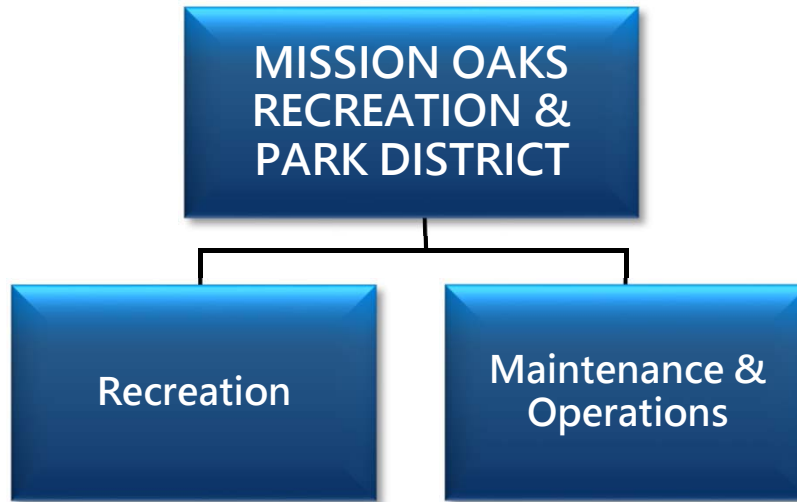 MISSION OAKS
RECREATION &
PARK DISTRICT
Recreation
Maintenance &
Operations